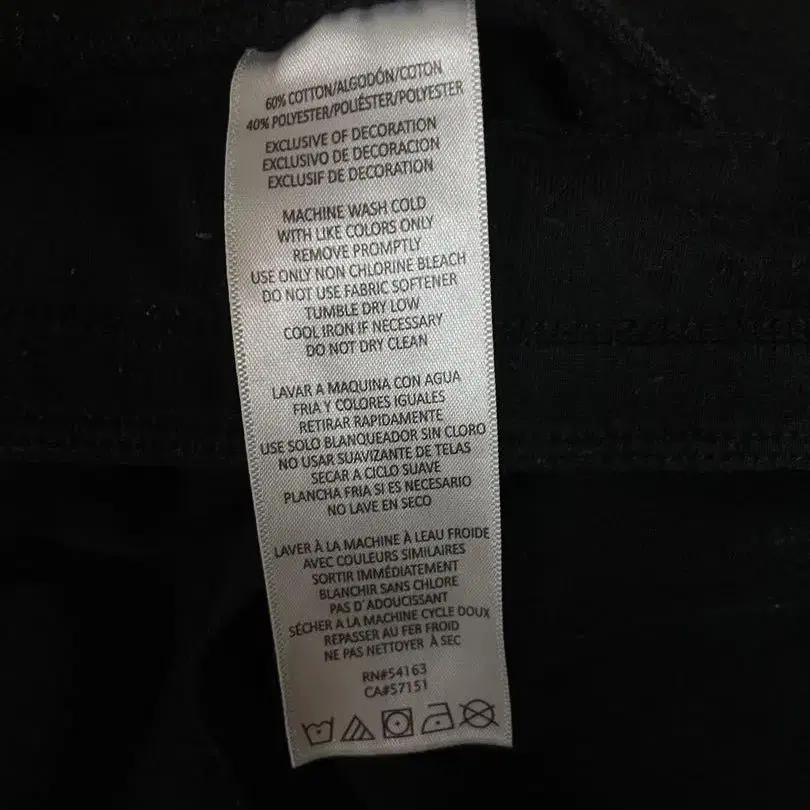 60% COTTON/ALGODÓN/COTON
40% POLYESTER/POLIÉSTER/POLYESTER
EXCLUSIVE OF DECORATION
EXCLUSIVO DE DECORACION
EXCLUSIF DE DECORATION
MACHINE WASH COLD
WITH LIKE COLORS ONLY
REMOVE PROMPTLY
USE ONLY NON CHLORINE BLEACH
DO NOT USE FABRIC SOFTENER
TUMBLE DRY LOW
COOL IRON IF NECESSARY
DO NOT DRY CLEAN
LAVAR A MAQUINA CON AGUA
FRIA Y COLORES IGUALES
RETIRAR RAPIDAMENTE
USE SOLO BLANQUEADOR SIN CLORO
NO USAR SUAVIZANTE DE TELAS
SECAR A CICLO SUAVE
PLANCHA FRIA SI ES NECESARIO
NO LAVE EN SECO
LAVER À LA MACHINE À LEAU FROIDE
AVEC COULEURS SIMILAIRES
SORTIR IMMÉDIATEMENT
BLANCHIR SANS CHLORE
PAS D'ADOUCISSANT
SÉCHER A LA MACHINE CYCLE DOUX
REPASSER AU FER FROID
NE PAS NETTOYER À SEC
RN#54163
CA#57151